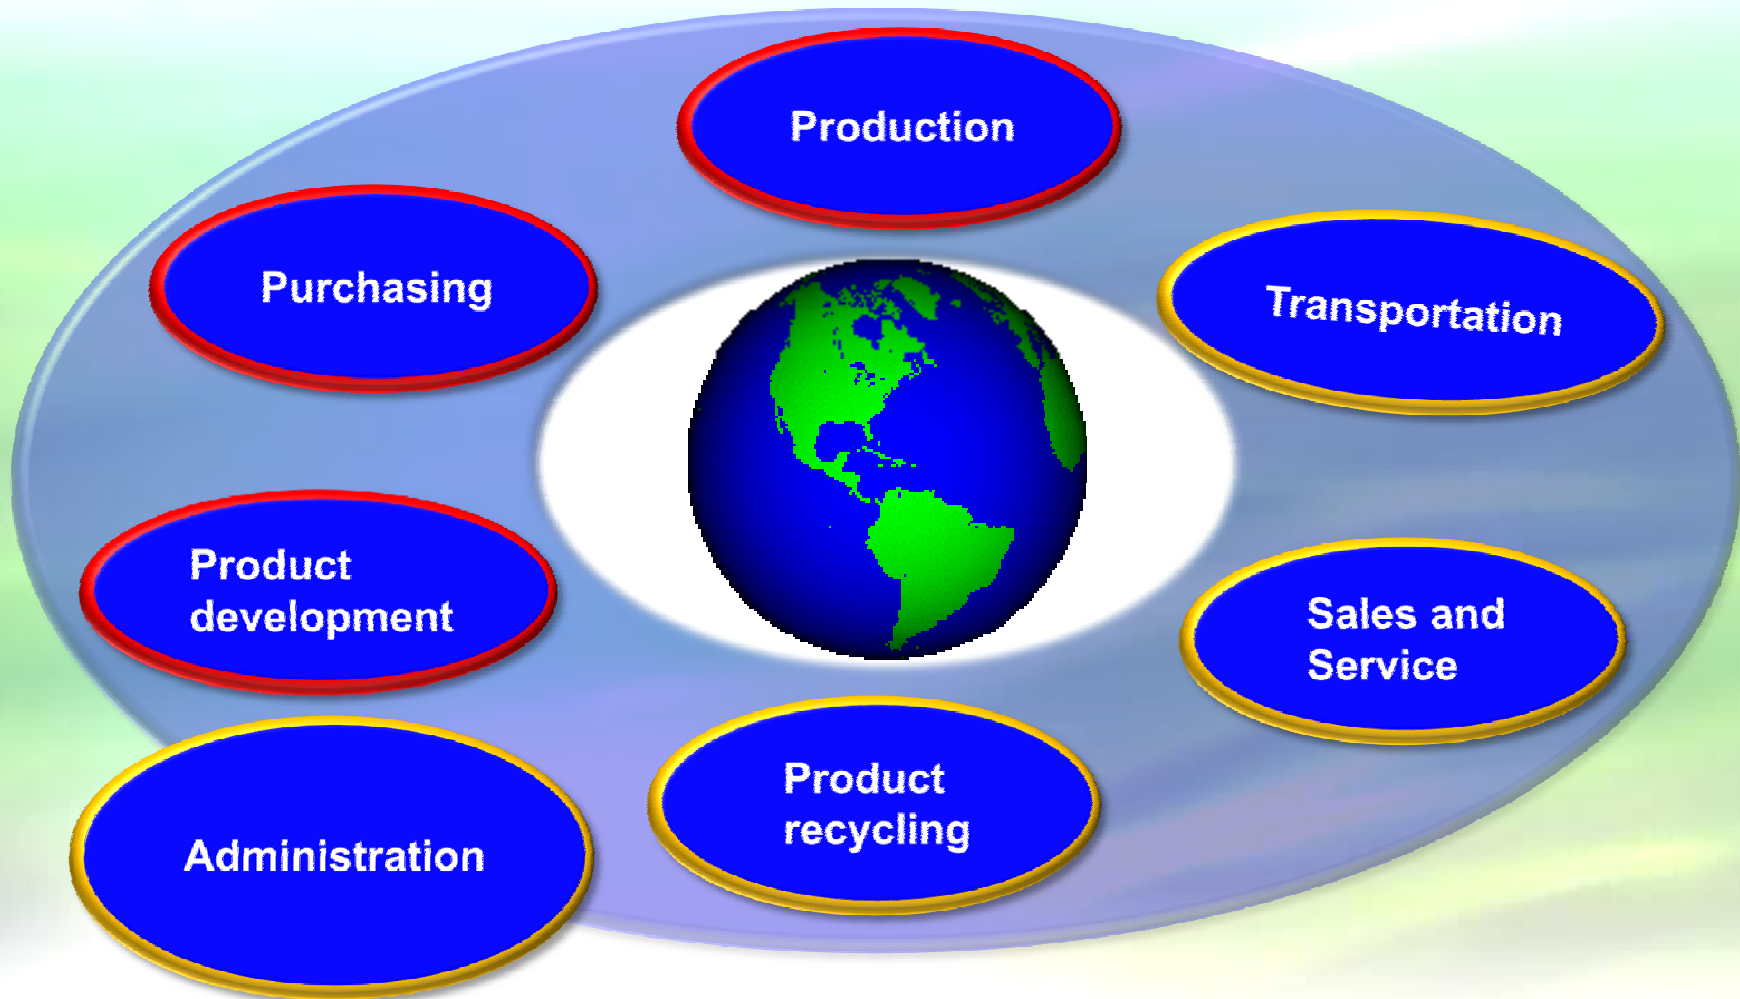 Production
Purchasing
Transportation
Product
development
Sales and
Service
Product
recycling
Administration